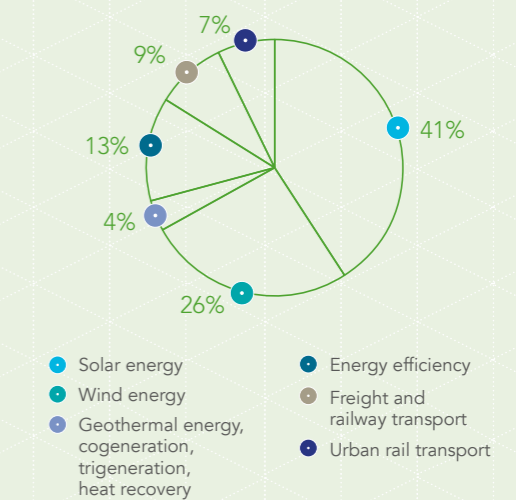 7%
9%
41%
13%
4%
26%
Solar energy
Wind energy
Geothermal energy,
cogeneration,
trigeneration,
heat recovery
Energy efficiency
Freight and
railway transport
Urban rail transport